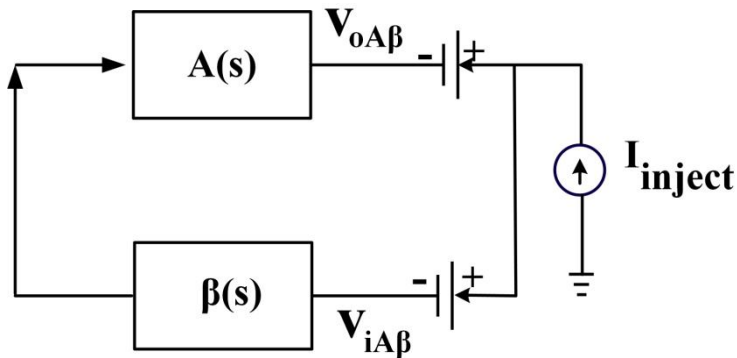 VoAβ
- +
A(s)
Iinject
- +
β(s)
ViAβ